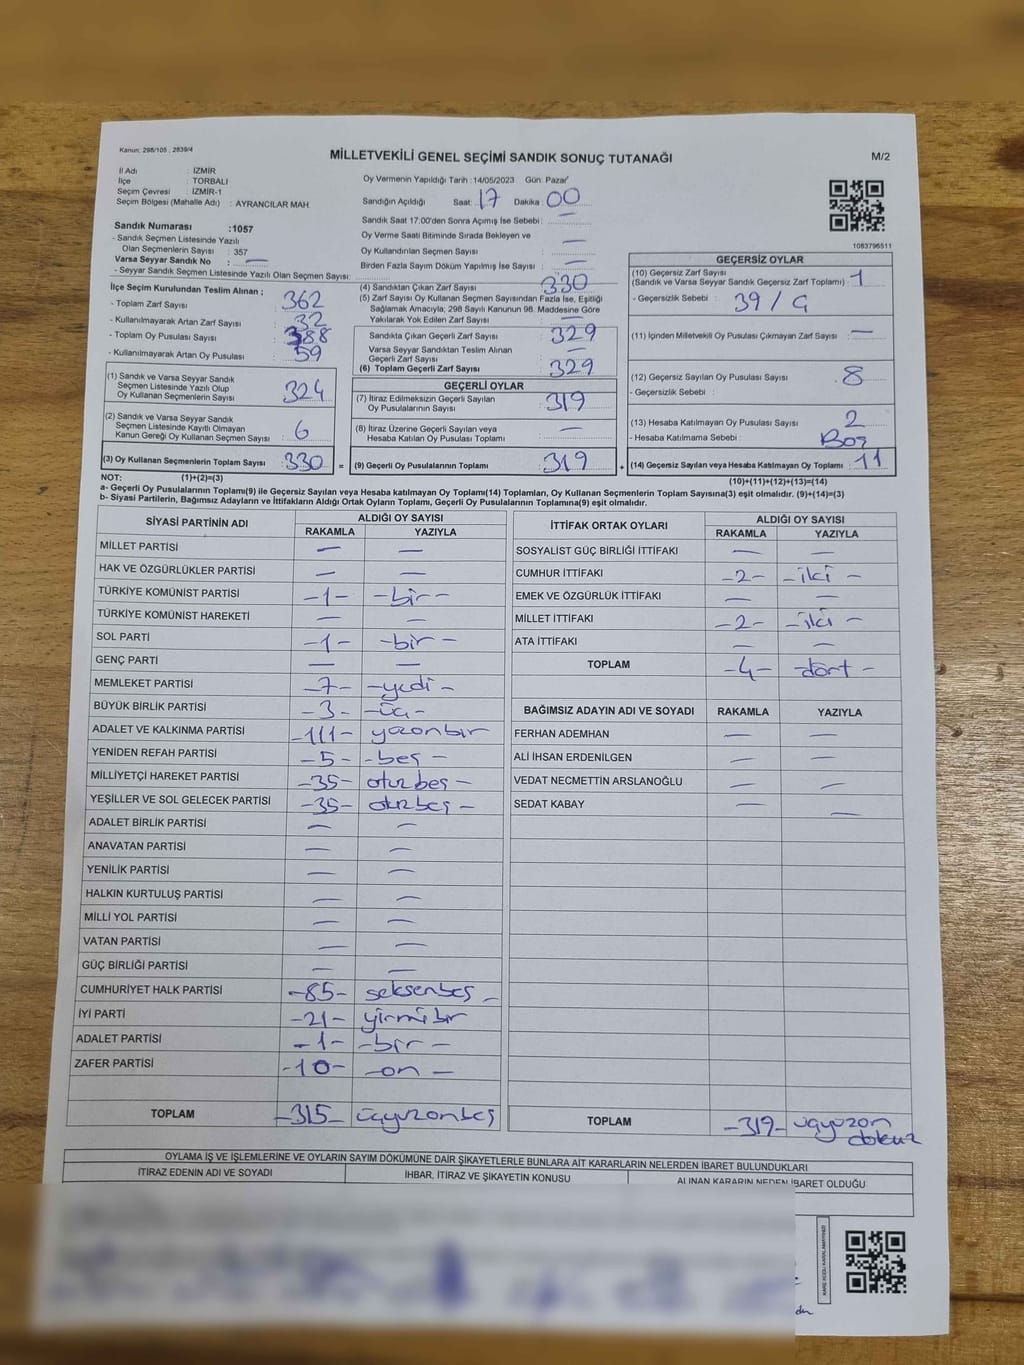 Kanun: 298/105 , 2839/4
MİLLETVEKİLİ GENEL SEÇİMİ SANDIK SONUÇ TUTANAĞI
M/2
İl Adı : İZMİR
İlçe : TORBALI
Seçim Çevresi : İZMİR-1
Seçim Bölgesi (Mahalle Adı) : AYRANCILAR MAH
Sandık Numarası :1057
- Sandık Seçmen Listesinde Yazılı
Olan Seçmenlerin Sayısı : 357
Varsa Seyyar Sandık No : —
- Seyyar Sandık Seçmen Listesinde Yazılı Olan Seçmen Sayısı:
Oy Vermenin Yapıldığı Tarih :14/05/2023 Gün: Pazar
Sandığın Açıldığı Saat: 17 Dakika: 00
Sandık Saat 17:00'den Sonra Açımış İse Sebebi : —
Oy Verme Saati Bitiminde Sırada Bekleyen ve
Oy Kullandırılan Seçmen Sayısı —
Birden Fazla Sayım Döküm Yapılmış İse Sayısı : —
1083796511
İlçe Seçim Kurulundan Teslim Alınan ;
- Toplam Zarf Sayısı 362
- Kullanılmayarak Artan Zarf Sayısı 32
- Toplam Oy Pusulası Sayısı 388
- Kullanılmayarak Artan Oy Pusulası 59
(1) Sandık ve Varsa Seyyar Sandık
Seçmen Listesinde Yazılı Olup
Oy Kullanan Seçmenlerin Sayısı 324
(2) Sandık ve Varsa Seyyar Sandık
Seçmen Listesinde Kayıtlı Olmayan
Kanun Gereği Oy Kullanan Seçmen Sayısı : 6
(3) Oy Kullanan Seçmenlerin Toplam Sayısı : 330 =
(4) Sandıktan Çıkan Zarf Sayısı 330
(5) Zarf Sayısı Oy Kullanan Seçmen Sayısından Fazla İse, Eşitliği
Sağlamak Amacıyla; 298 Sayılı Kanunun 98. Maddesine Göre
Yakılarak Yok Edilen Zarf Sayısı : —
Sandıkta Çıkan Geçerli Zarf Sayısı 329
Varsa Seyyar Sandıktan Teslim Alınan
Geçerli Zarf Sayısı —
(6) Toplam Geçerli Zarf Sayısı 329
GEÇERLİ OYLAR
(7) İtiraz Edilmeksizin Geçerli Sayılan
Oy Pusulalarının Sayısı : 319
(8) İtiraz Üzerine Geçerli Sayılan veya
Hesaba Katılan Oy Pusulası Toplamı : —
(9) Geçerli Oy Pusulalarının Toplamı 319 +
GEÇERSİZ OYLAR
(10) Geçersiz Zarf Sayısı
(Sandık ve Varsa Seyyar Sandık Geçersiz Zarf Toplamı) : 1
- Geçersizlik Sebebi : 39/G
(11) İçinden Milletvekili Oy Pusulası Çıkmayan Zarf Sayısı : —
(12) Geçersiz Sayılan Oy Pusulası Sayısı : 8
- Geçersizlik Sebebi :
(13) Hesaba Katılmayan Oy Pusulası Sayısı : 2
- Hesaba Katılmama Sebebi : Boş
(14) Geçersiz Sayılan veya Hesaba Katılmayan Oy Toplamı : 11
NOT: (1)+(2)=(3) (10)+(11)+(12)+(13)=(14)
a- Geçerli Oy Pusulalarının Toplamı(9) ile Geçersiz Sayılan veya Hesaba katılmayan Oy Toplamı(14) Toplamları, Oy Kullanan Seçmenlerin Toplam Sayısına(3) eşit olmalıdır. (9)+(14)=(3)
b- Siyasi Partilerin, Bağımsız Adayların ve İttifakların Aldığı Ortak Oyların Toplamı, Geçerli Oy Pusulalarının Toplamına(9) eşit olmalıdır.
SİYASİ PARTİNİN ADI ALDIĞI OY SAYISI
RAKAMLA YAZIYLA
MİLLET PARTİSİ — —
HAK VE ÖZGÜRLÜKLER PARTİSİ — —
TÜRKİYE KOMÜNİST PARTİSİ -1- -bir-
TÜRKİYE KOMÜNİST HAREKETİ — —
SOL PARTİ -1- -bir-
GENÇ PARTİ — —
MEMLEKET PARTİSİ -7- -yedi-
BÜYÜK BİRLİK PARTİSİ -3- -üç-
ADALET VE KALKINMA PARTİSİ -111- yüzonbir
YENİDEN REFAH PARTİSİ -5- -beş-
MİLLİYETÇİ HAREKET PARTİSİ -35- otuzbeş-
YEŞİLLER VE SOL GELECEK PARTİSİ -35- otuzbeş-
ADALET BİRLİK PARTİSİ — —
ANAVATAN PARTİSİ — —
YENİLİK PARTİSİ — —
HALKIN KURTULUŞ PARTİSİ — —
MİLLİ YOL PARTİSİ — —
VATAN PARTİSİ — —
GÜÇ BİRLİĞİ PARTİSİ — —
CUMHURİYET HALK PARTİSİ -85- seksenbeş-
İYİ PARTİ -21- yirmibir
ADALET PARTİSİ -1- -bir-
ZAFER PARTİSİ -10- -on-
TOPLAM -315- üçyüzonbeş
İTTİFAK ORTAK OYLARI ALDIĞI OY SAYISI
RAKAMLA YAZIYLA
SOSYALİST GÜÇ BİRLİĞİ İTTİFAKI — —
CUMHUR İTTİFAKI -2- -iki-
EMEK VE ÖZGÜRLÜK İTTİFAKI — —
MİLLET İTTİFAKI -2- -iki-
ATA İTTİFAKI — —
TOPLAM -4- -dört-
BAĞIMSIZ ADAYIN ADI VE SOYADI RAKAMLA YAZIYLA
FERHAN ADEMHAN — —
ALİ İHSAN ERDENİLGEN — —
VEDAT NECMETTİN ARSLANOĞLU — —
SEDAT KABAY — —
TOPLAM -319- üçyüzon
dokuz
OYLAMA İŞ VE İŞLEMLERİNE VE OYLARIN SAYIM DÖKÜMÜNE DAİR ŞİKAYETLERLE BUNLARA AİT KARARLARIN NELERDEN İBARET BULUNDUKLARI
İTİRAZ EDENİN ADI VE SOYADI İHBAR, İTİRAZ VE ŞİKAYETİN KONUSU ALINAN KARARIN NEDEN İBARET OLDUĞU